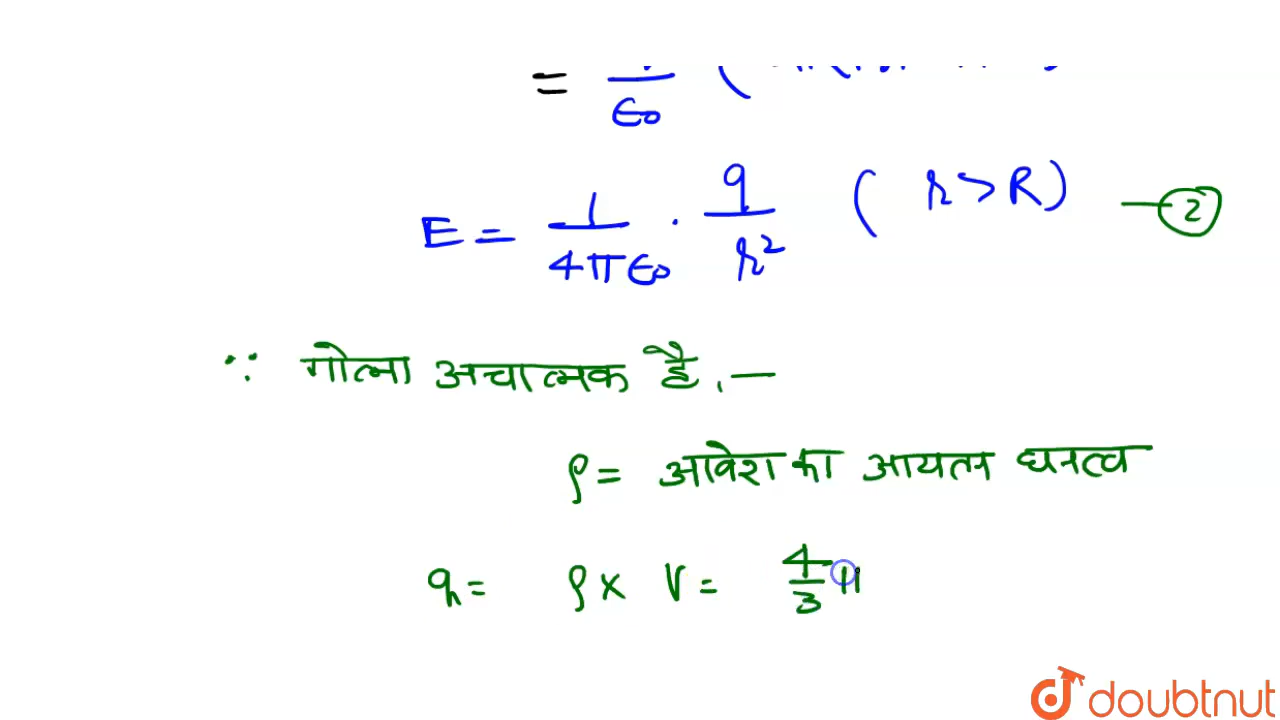 = ε₀
E = 1/4πε₀ · q/r² (r > R) — 2
∵ गोला अचालक है, —
ρ = आवेश का आयतन घनत्व
q = ρ × V = 4/3 π
doubtnut